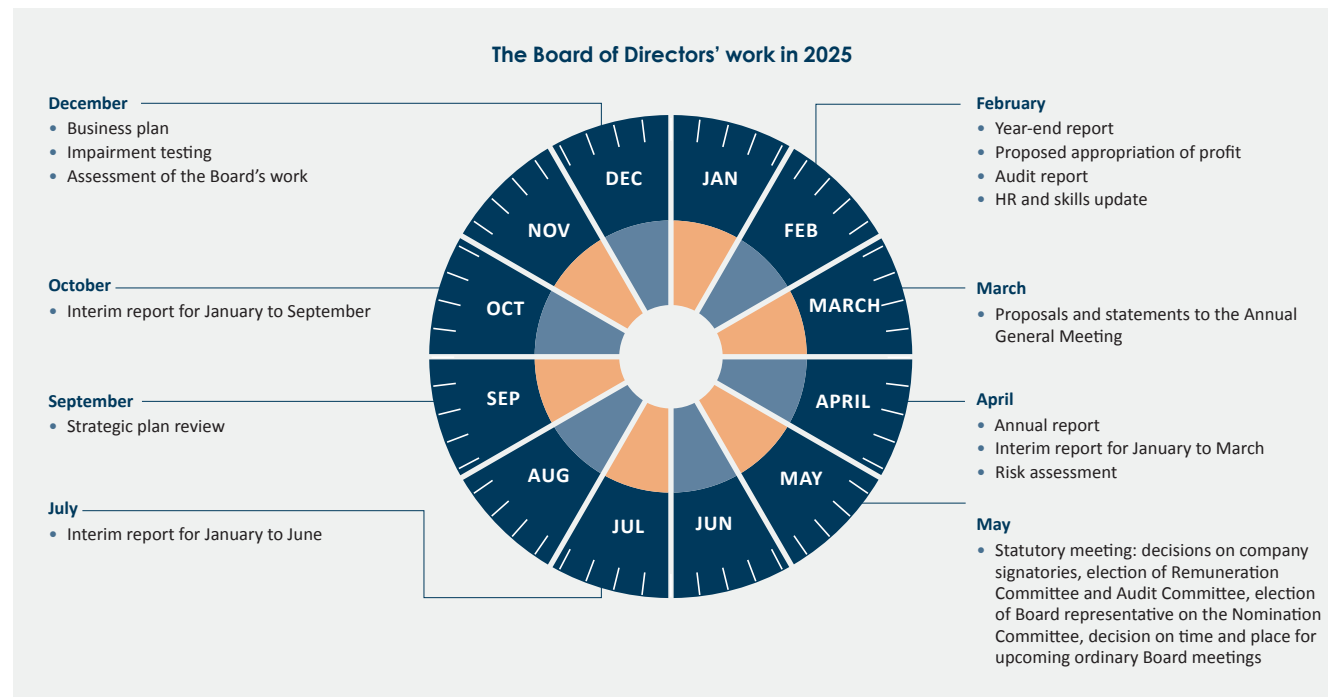 The Board of Directors’ work in 2025
December
• Business plan
• Impairment testing
• Assessment of the Board’s work
October
• Interim report for January to September
September
• Strategic plan review
July
• Interim report for January to June
DEC
JAN
NOV
FEB
OCT
MARCH
SEP
APRIL
AUG
MAY
JUL
JUN
February
• Year-end report
• Proposed appropriation of profit
• Audit report
• HR and skills update
March
• Proposals and statements to the Annual
General Meeting
April
• Annual report
• Interim report for January to March
• Risk assessment
May
• Statutory meeting: decisions on company
signatories, election of Remuneration
Committee and Audit Committee, election
of Board representative on the Nomination
Committee, decision on time and place for
upcoming ordinary Board meetings